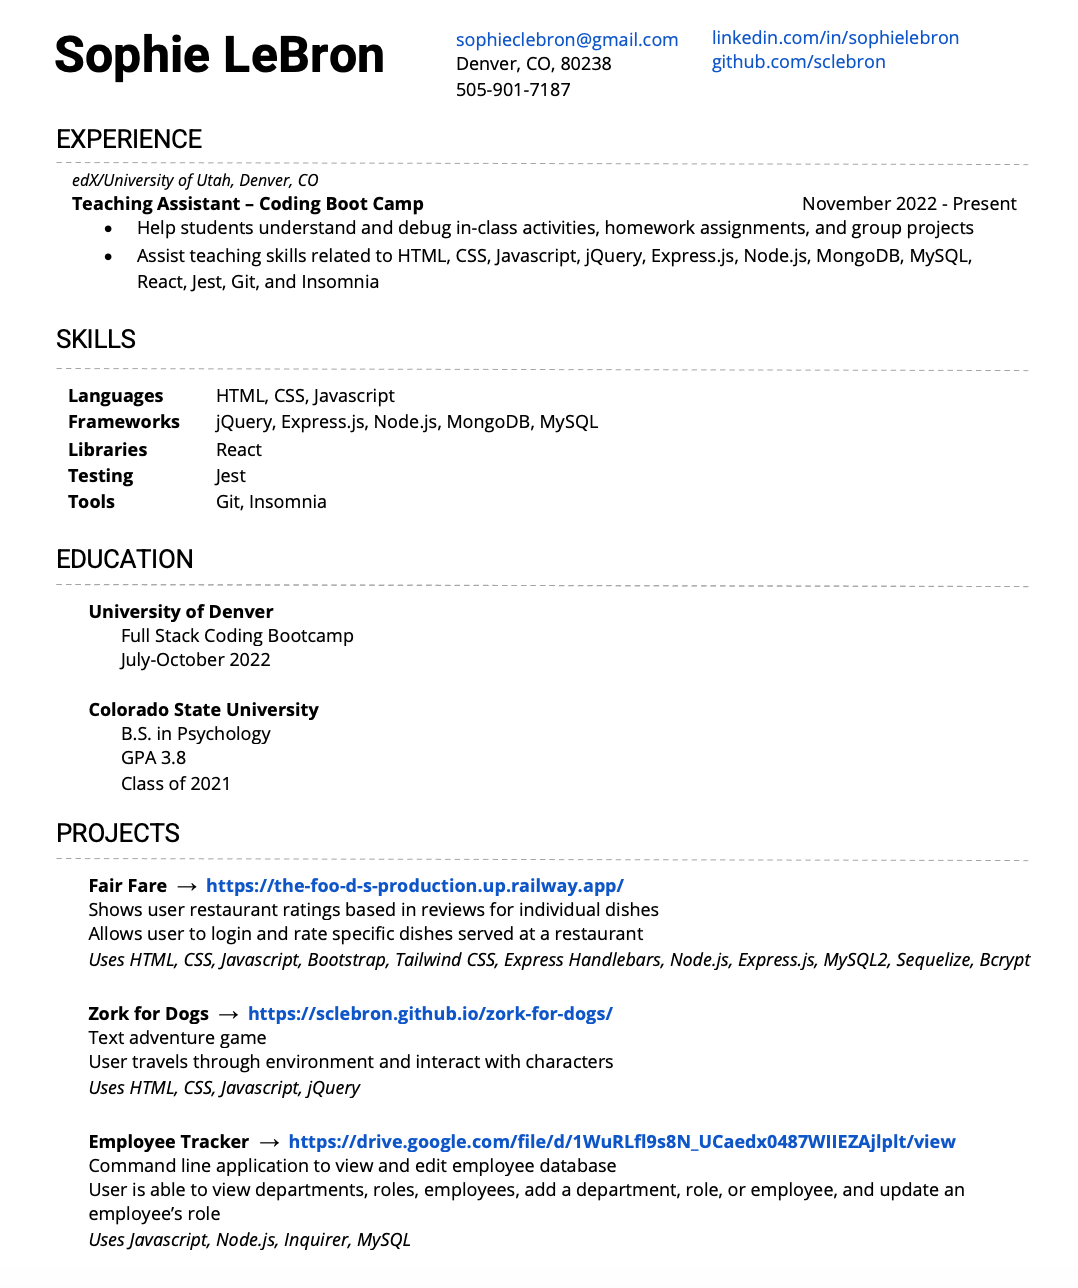 Sophie LeBron
sophieclebron@gmail.com
Denver, CO, 80238
505-901-7187
linkedin.com/in/sophielebron
github.com/sclebron
EXPERIENCE
edX/University of Utah, Denver, CO
Teaching Assistant – Coding Boot Camp November 2022 - Present
• Help students understand and debug in-class activities, homework assignments, and group projects
• Assist teaching skills related to HTML, CSS, Javascript, jQuery, Express.js, Node.js, MongoDB, MySQL,
React, Jest, Git, and Insomnia
SKILLS
Languages HTML, CSS, Javascript
Frameworks jQuery, Express.js, Node.js, MongoDB, MySQL
Libraries React
Testing Jest
Tools Git, Insomnia
EDUCATION
University of Denver
Full Stack Coding Bootcamp
July-October 2022
Colorado State University
B.S. in Psychology
GPA 3.8
Class of 2021
PROJECTS
Fair Fare → https://the-foo-d-s-production.up.railway.app/
Shows user restaurant ratings based in reviews for individual dishes
Allows user to login and rate specific dishes served at a restaurant
Uses HTML, CSS, Javascript, Bootstrap, Tailwind CSS, Express Handlebars, Node.js, Express.js, MySQL2, Sequelize, Bcrypt
Zork for Dogs → https://sclebron.github.io/zork-for-dogs/
Text adventure game
User travels through environment and interact with characters
Uses HTML, CSS, Javascript, jQuery
Employee Tracker → https://drive.google.com/file/d/1WuRLfl9s8N_UCaedx0487WIIEZAjlplt/view
Command line application to view and edit employee database
User is able to view departments, roles, employees, add a department, role, or employee, and update an
employee’s role
Uses Javascript, Node.js, Inquirer, MySQL